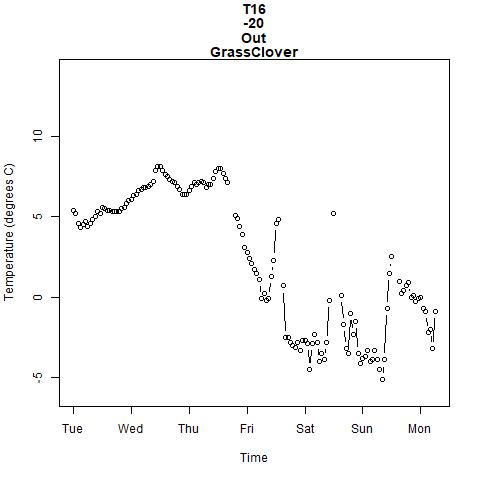 T16
-20
Out
GrassClover
Temperature (degrees C)
10
5
0
-5
Tue Wed Thu Fri Sat Sun Mon
Time